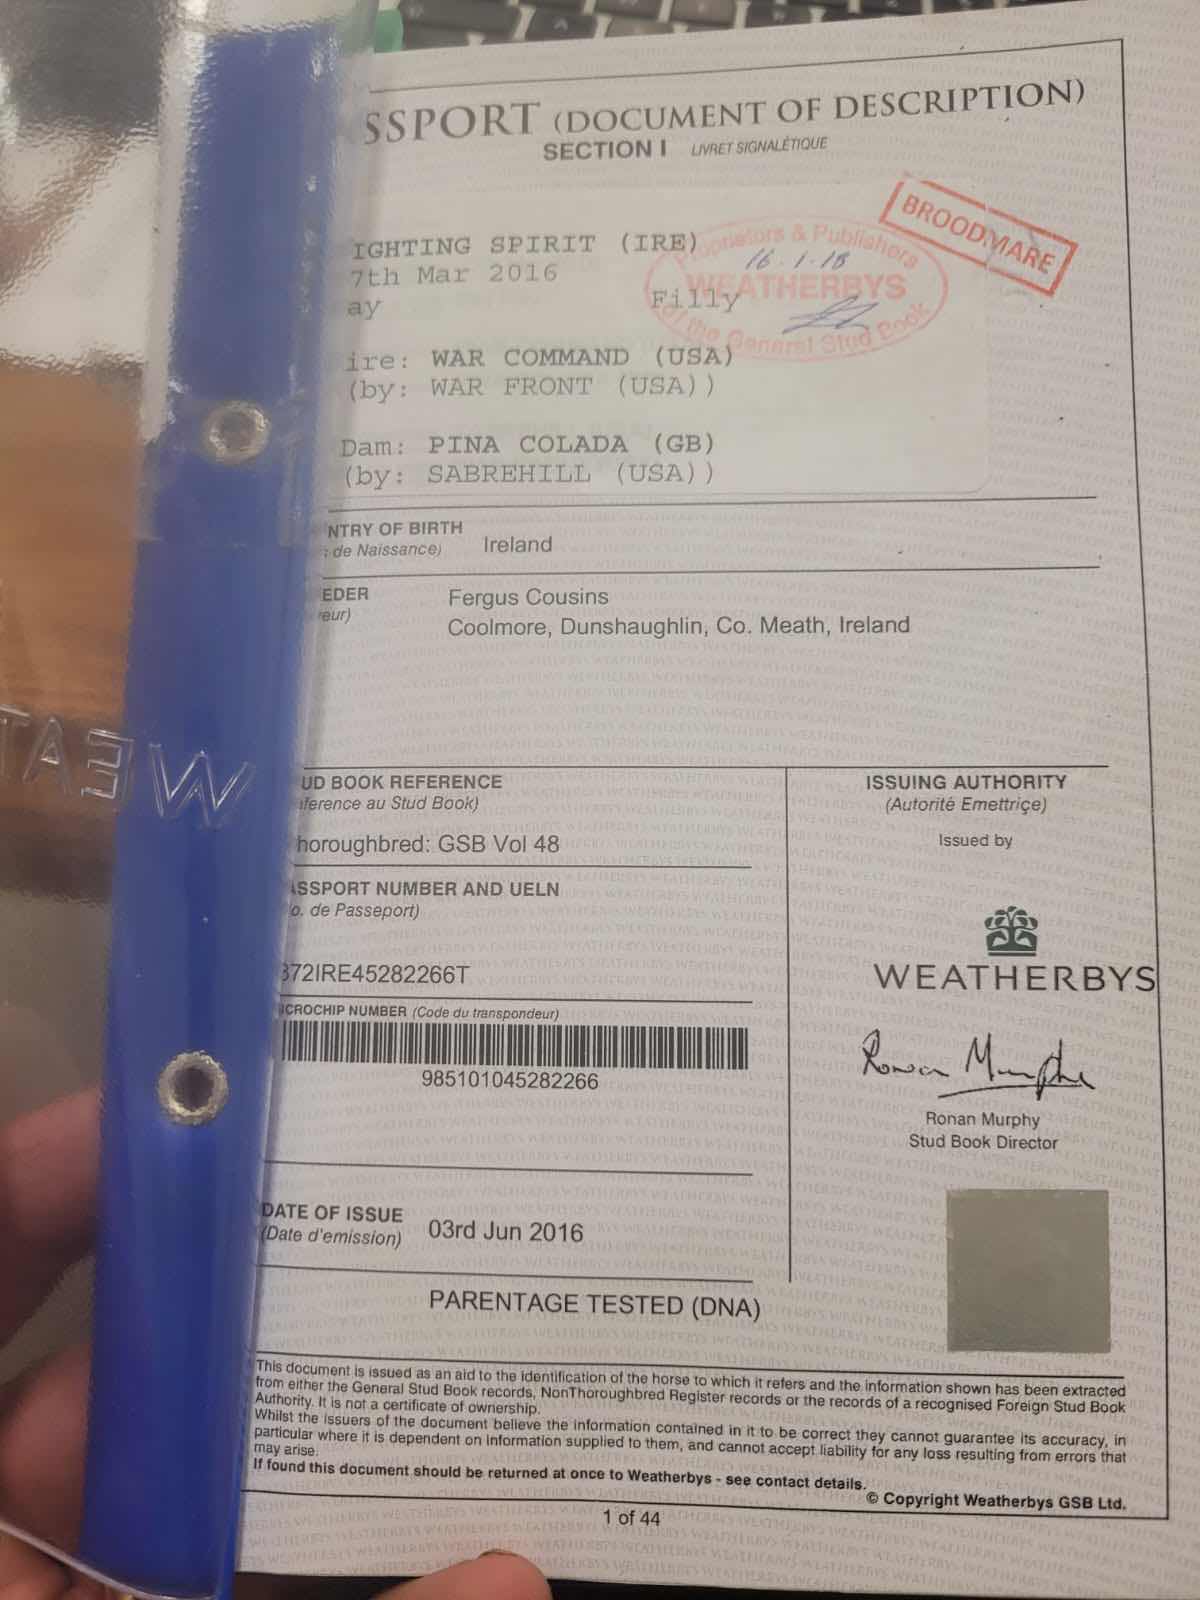 SSPORT (DOCUMENT OF DESCRIPTION)
SECTION I LIVRET SIGNALÉTIQUE
BROODMARE
Proprietors & Publishers
16.1.18
WEATHERBYS
of the General Stud Book
IGHTING SPIRIT (IRE)
7th Mar 2016
ay Filly
ire: WAR COMMAND (USA)
(by: WAR FRONT (USA))
Dam: PINA COLADA (GB)
(by: SABREHILL (USA))
NTRY OF BIRTH
de Naissance) Ireland
EDER Fergus Cousins
eur) Coolmore, Dunshaughlin, Co. Meath, Ireland
UD BOOK REFERENCE
ference au Stud Book)
horoughbred: GSB Vol 48
ASSPORT NUMBER AND UELN
o. de Passeport)
372IRE45282266T
ICROCHIP NUMBER (Code du transpondeur)
985101045282266
DATE OF ISSUE
(Date d'emission) 03rd Jun 2016
ISSUING AUTHORITY
(Autorité Emettriçe)
Issued by
WEATHERBYS
Ronan Murphy
Ronan Murphy
Stud Book Director
PARENTAGE TESTED (DNA)
This document is issued as an aid to the identification of the horse to which it refers and the information shown has been extracted
from either the General Stud Book records, NonThoroughbred Register records or the records of a recognised Foreign Stud Book
Authority. It is not a certificate of ownership.
Whilst the issuers of the document believe the information contained in it to be correct they cannot guarantee its accuracy, in
particular where it is dependent on information supplied to them, and cannot accept liability for any loss resulting from errors that
may arise.
If found this document should be returned at once to Weatherbys - see contact details.
© Copyright Weatherbys GSB Ltd.
1 of 44
WEAT